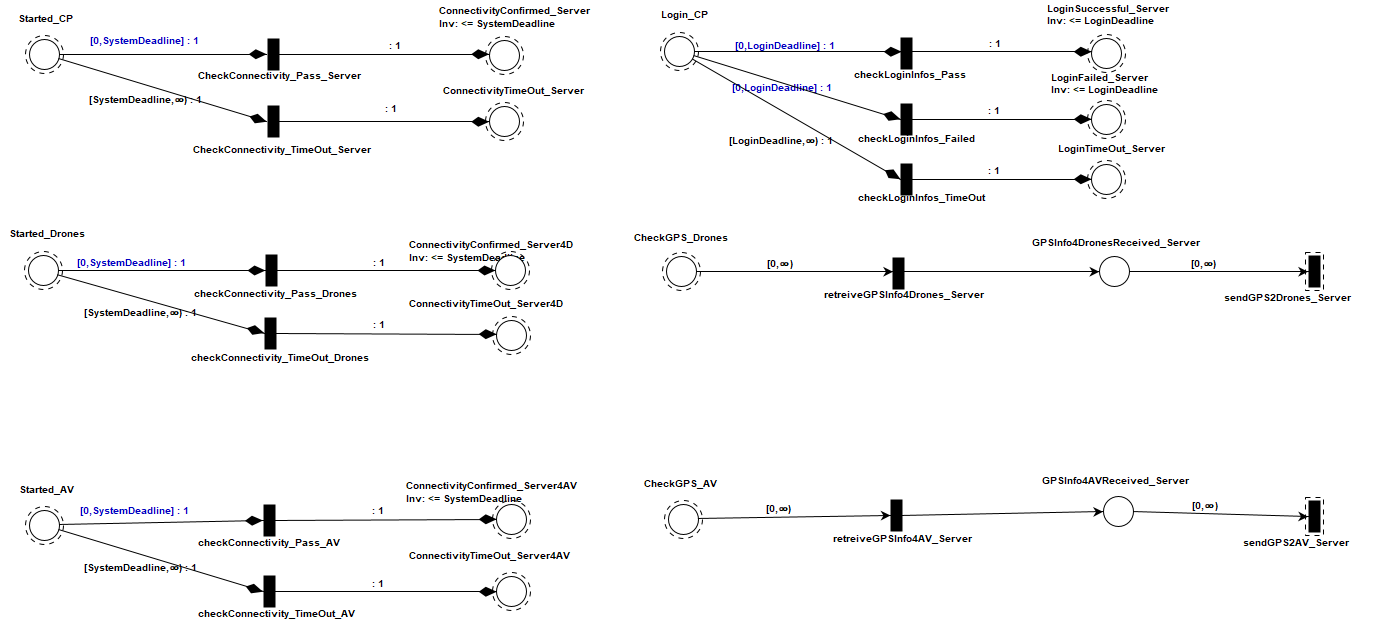 Started_CP
[0,SystemDeadline] : 1
CheckConnectivity_Pass_Server
: 1
ConnectivityConfirmed_Server
Inv: <= SystemDeadline
[SystemDeadline,∞) : 1
CheckConnectivity_TimeOut_Server
: 1
ConnectivityTimeOut_Server
Login_CP
[0,LoginDeadline] : 1
checkLoginInfos_Pass
: 1
LoginSuccessful_Server
Inv: <= LoginDeadline
[0,LoginDeadline] : 1
checkLoginInfos_Failed
: 1
LoginFailed_Server
Inv: <= LoginDeadline
[LoginDeadline,∞) : 1
checkLoginInfos_TimeOut
: 1
LoginTimeOut_Server
Started_Drones
[0,SystemDeadline] : 1
checkConnectivity_Pass_Drones
: 1
ConnectivityConfirmed_Server4D
Inv: <= SystemDeadline
[SystemDeadline,∞) : 1
checkConnectivity_TimeOut_Drones
: 1
ConnectivityTimeOut_Server4D
CheckGPS_Drones
[0,∞)
retreiveGPSInfo4Drones_Server
GPSInfo4DronesReceived_Server
[0,∞)
sendGPS2Drones_Server
Started_AV
[0,SystemDeadline] : 1
checkConnectivity_Pass_AV
: 1
ConnectivityConfirmed_Server4AV
Inv: <= SystemDeadline
[SystemDeadline,∞) : 1
checkConnectivity_TimeOut_AV
: 1
ConnectivityTimeOut_Server4AV
CheckGPS_AV
[0,∞)
retreiveGPSInfo4AV_Server
GPSInfo4AVReceived_Server
[0,∞)
sendGPS2AV_Server